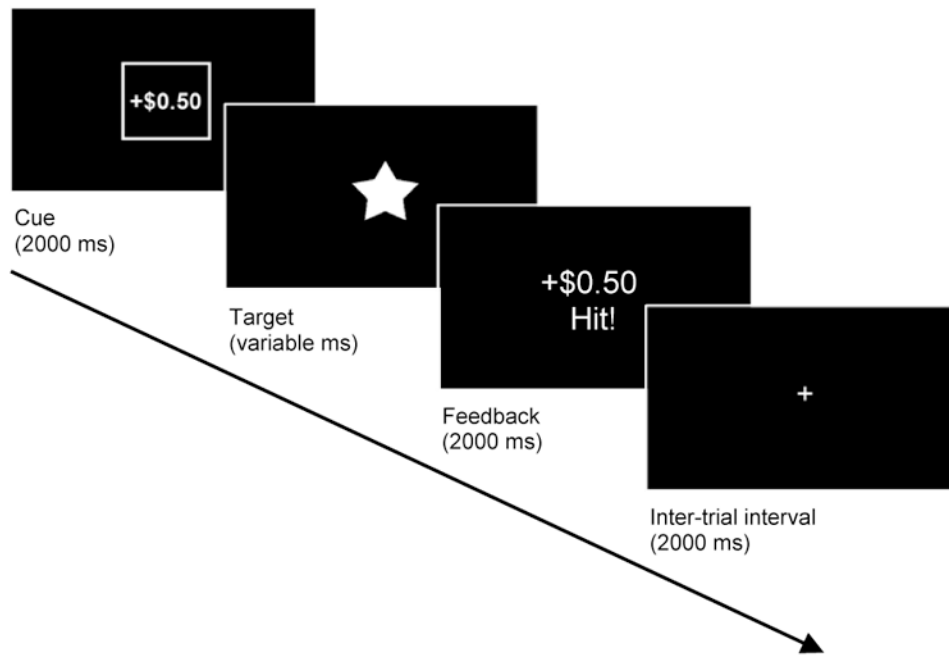 +$0.50
Cue
(2000 ms)
Target
(variable ms)
+$0.50
Hit!
Feedback
(2000 ms)
+
Inter-trial interval
(2000 ms)